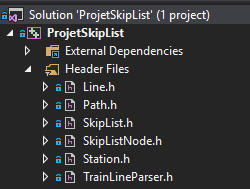 Solution 'ProjetSkipList' (1 project)
ProjetSkipList
External Dependencies
Header Files
Line.h
Path.h
SkipList.h
SkipListNode.h
Station.h
TrainLineParser.h